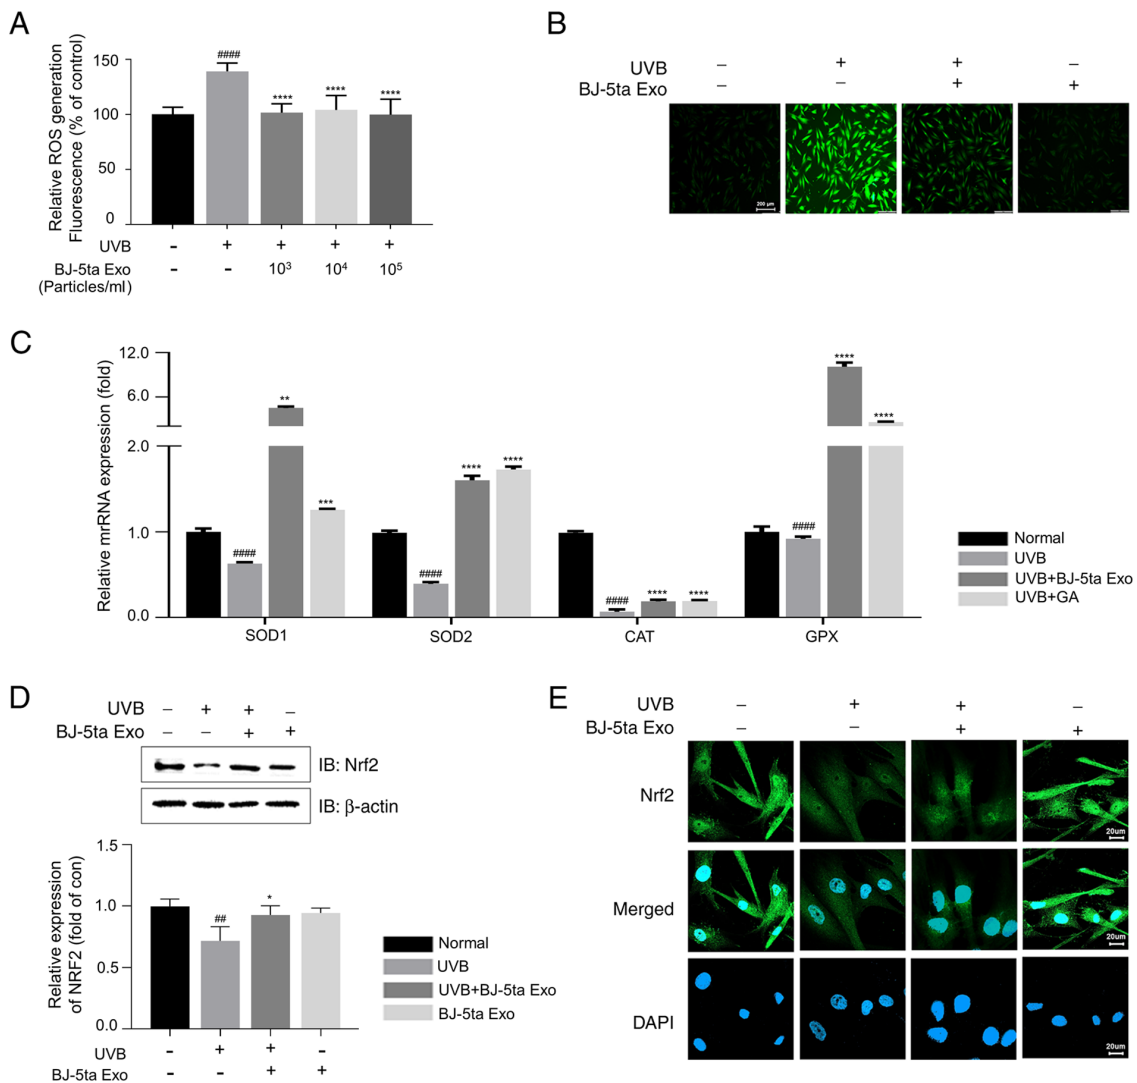 A
Relative ROS generation
Fluorescence (% of control)
150
100
50
0
####
****
****
****
UVB - + + + +
BJ-5ta Exo - - 10³ 10⁴ 10⁵
(Particles/ml)
B
UVB – + + –
BJ-5ta Exo – – + +
200 µm
C
Relative mrRNA expression (fold)
12.0
6.0
2.0
1.0
0.0
####
**
***
####
****
****
####
****
****
####
****
****
SOD1 SOD2 CAT GPX
Normal
UVB
UVB+BJ-5ta Exo
UVB+GA
D
UVB – + + –
BJ-5ta Exo – – + +
IB: Nrf2
IB: β-actin
Relative expression
of NRF2 (fold of con)
1.5
1.0
0.5
0.0
##
*
Normal
UVB
UVB+BJ-5ta Exo
BJ-5ta Exo
UVB - + + -
BJ-5ta Exo - - + +
E
UVB – + + –
BJ-5ta Exo – – + +
Nrf2
20um
Merged
20um
DAPI
20um